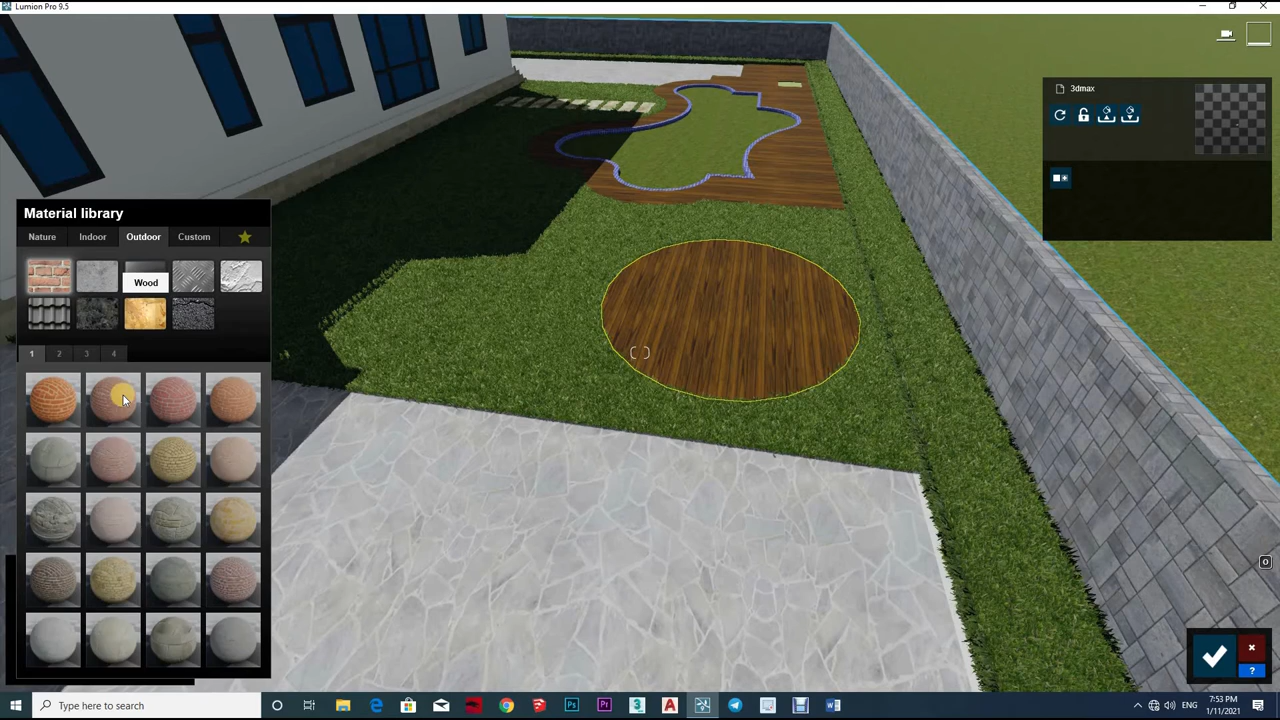 Lumion Pro 9.5
3dmax
Material library
Nature Indoor Outdoor Custom
Wood
1 2 3 4
?
Type here to search
ENG
7:53 PM
1/11/2021